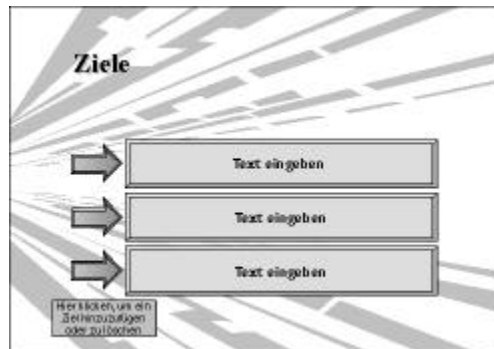 Ziele
Text eingeben
Text eingeben
Text eingeben
Hier klicken, um ein
Ziel hinzuzufügen
oder zu löschen